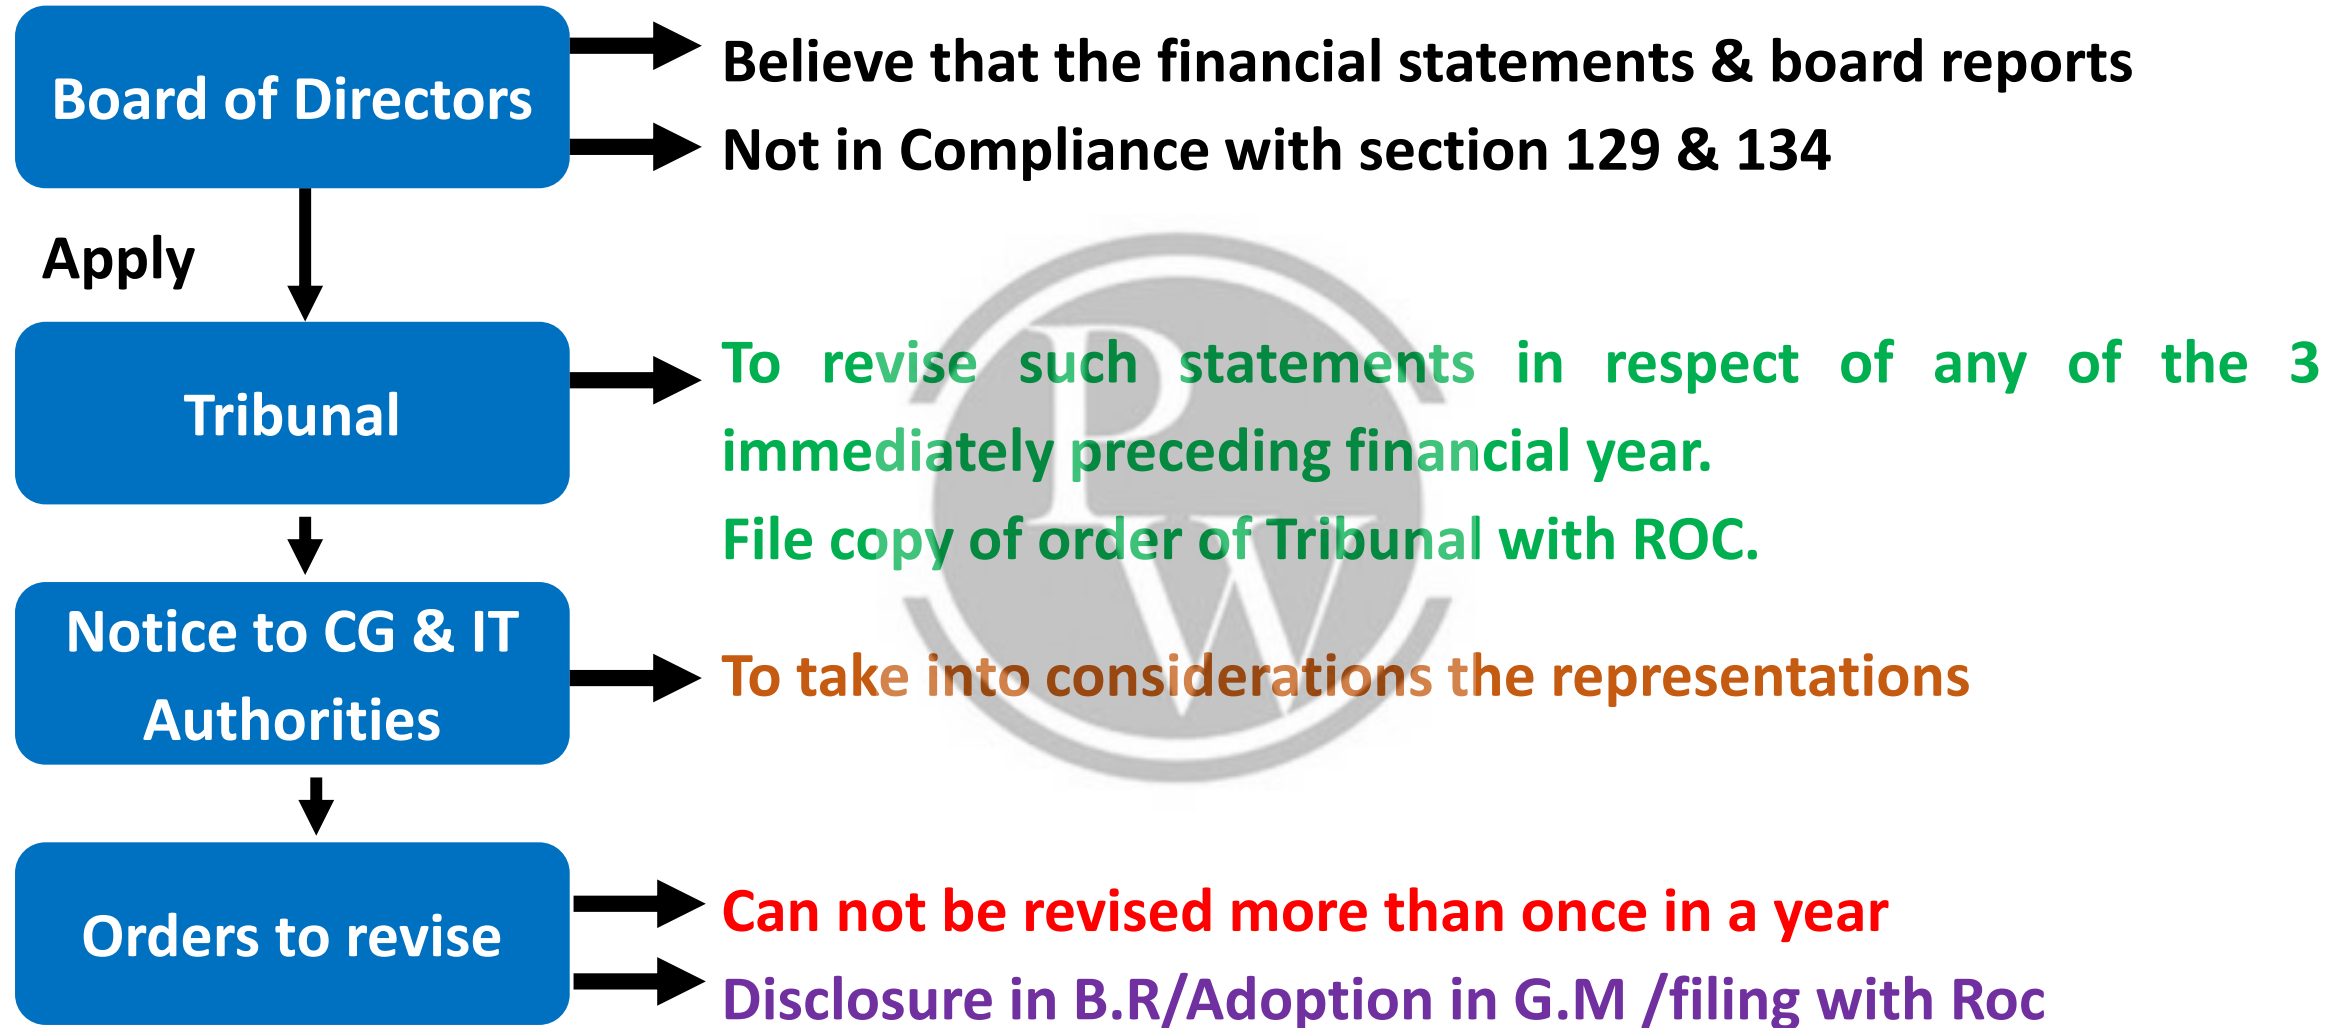 Board of Directors
Believe that the financial statements & board reports
Not in Compliance with section 129 & 134
Apply
Tribunal
To revise such statements in respect of any of the 3
immediately preceding financial year.
File copy of order of Tribunal with ROC.
Notice to CG & IT
Authorities
To take into considerations the representations
Orders to revise
Can not be revised more than once in a year
Disclosure in B.R/Adoption in G.M /filing with Roc
P
W